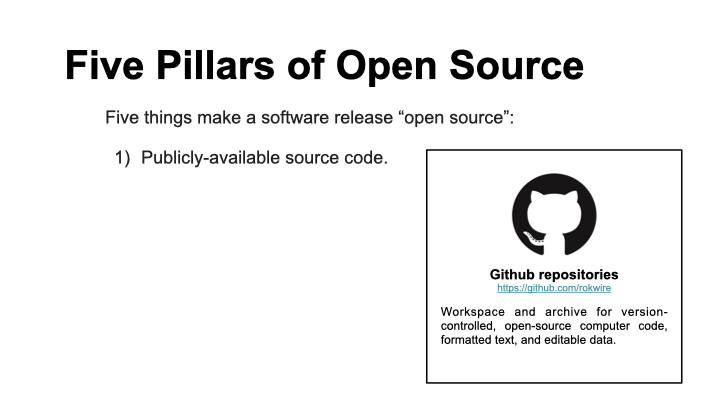 Five Pillars of Open Source
Five things make a software release “open source”:
1) Publicly-available source code.
Github repositories
https://github.com/rokwire
Workspace and archive for version-
controlled, open-source computer code,
formatted text, and editable data.